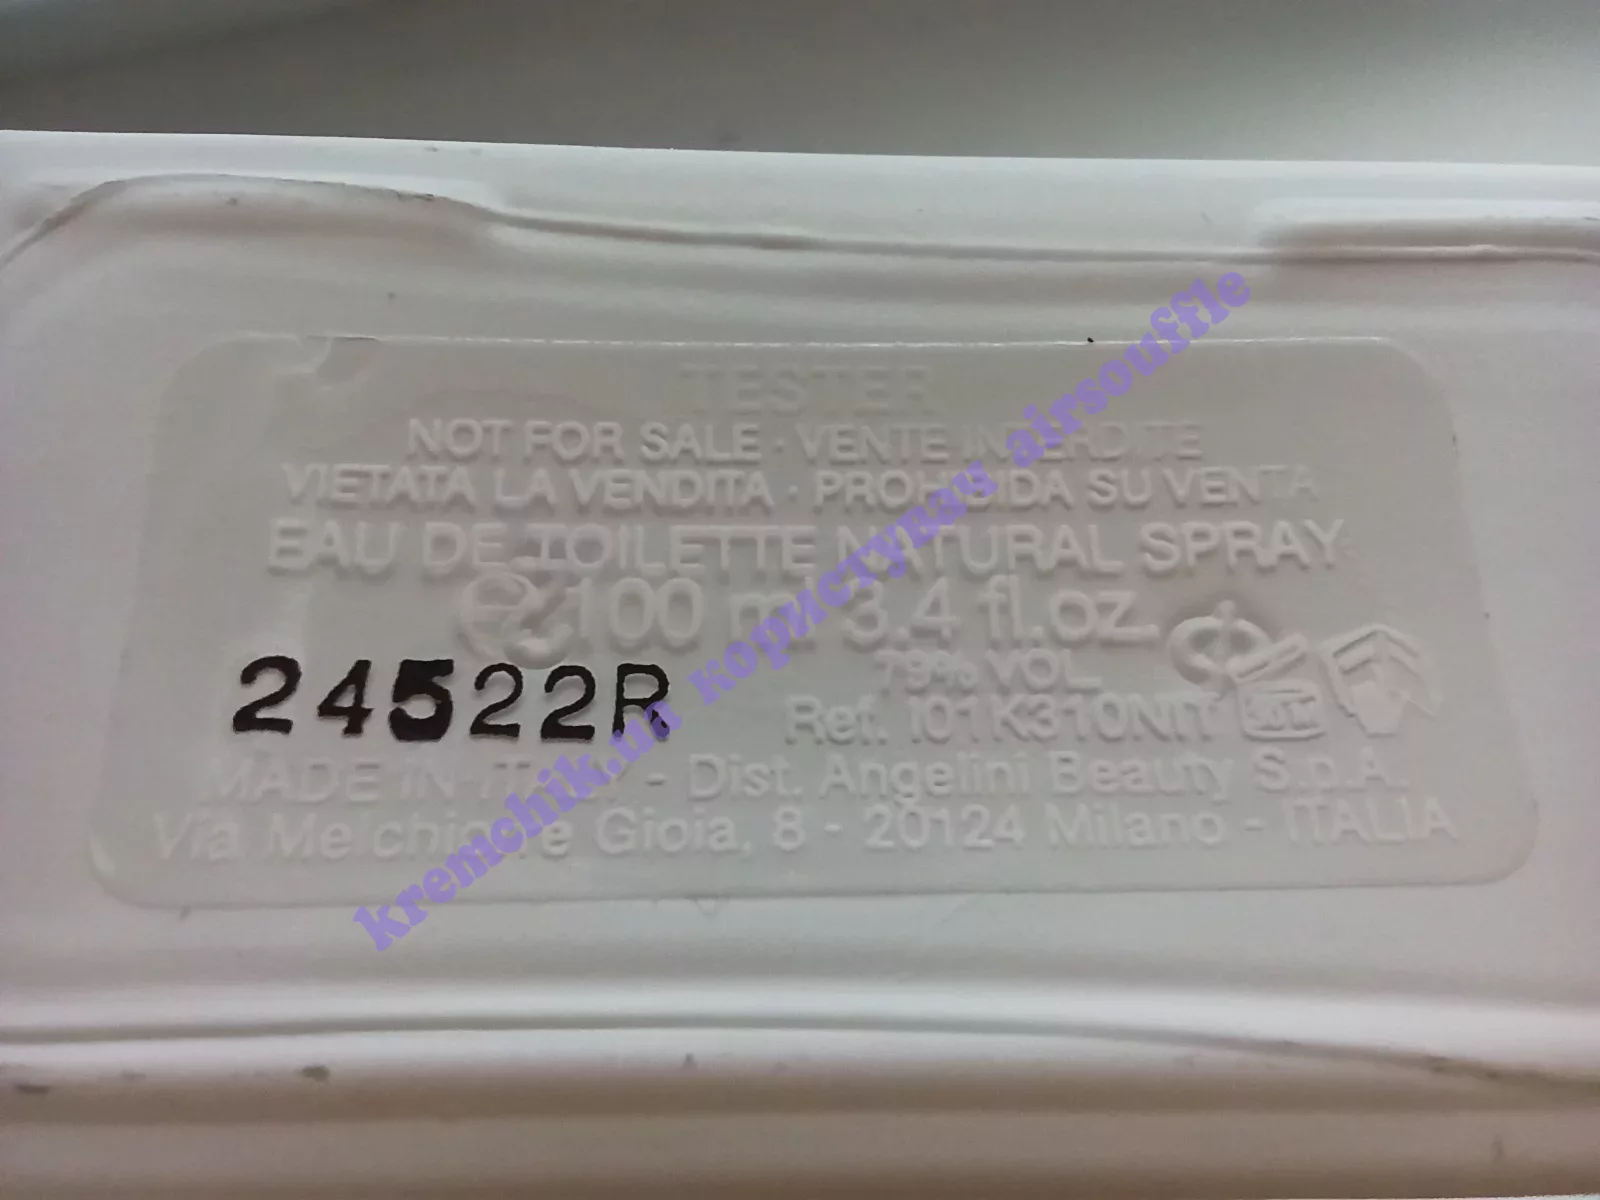 TESTER
NOT FOR SALE · VENTE INTERDITE
VIETATA LA VENDITA · PROHIBIDA SU VENTA
EAU DE TOILETTE NATURAL SPRAY
100 ml 3.4 fl.oz.
79% VOL
24522R
Ref. I01K310NIT
36M
MADE IN ITALY - Dist. Angelini Beauty S.p.A.
Via Melchiorre Gioia, 8 - 20124 Milano - ITALIA
kremchik.ua користувач airsouffle